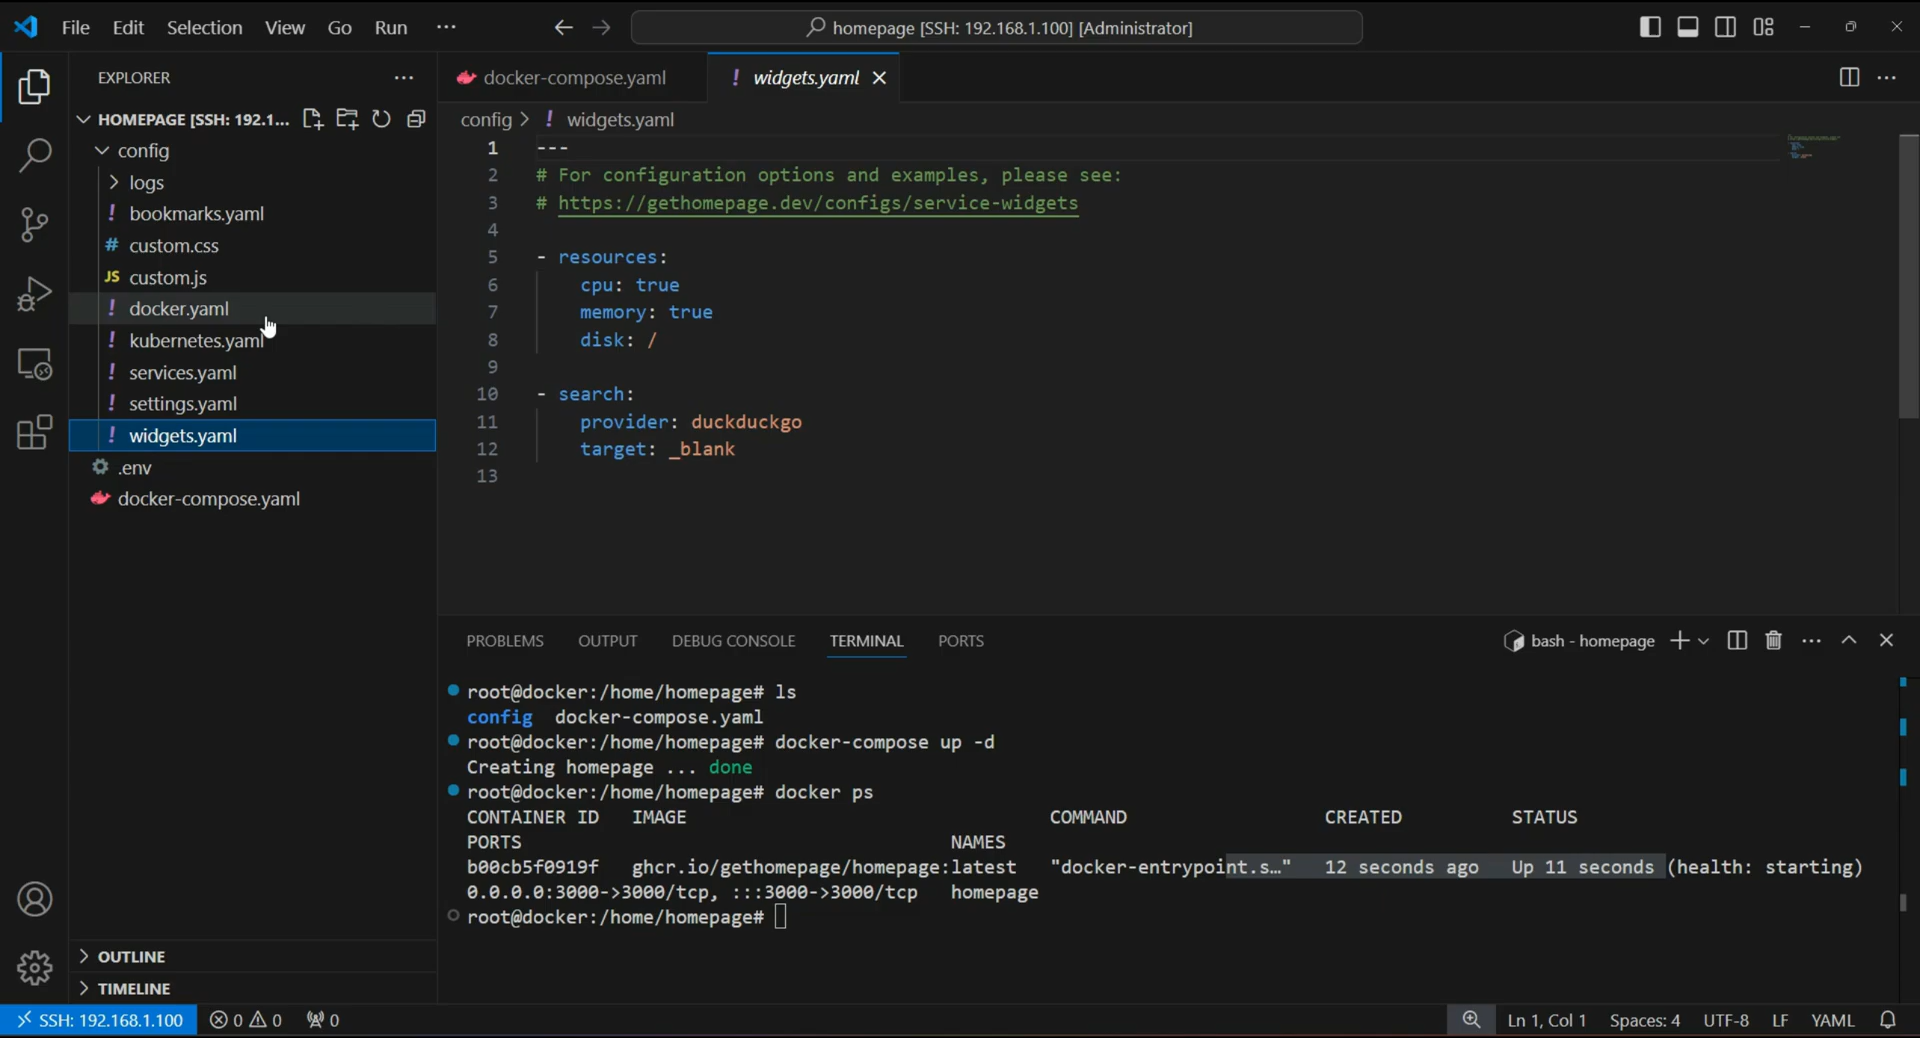 File Edit Selection View Go Run ··· homepage [SSH: 192.168.1.100] [Administrator]
EXPLORER ···
HOMEPAGE [SSH: 192.1...
config
logs
! bookmarks.yaml
# custom.css
JS custom.js
! docker.yaml
! kubernetes.yaml
! services.yaml
! settings.yaml
! widgets.yaml
.env
docker-compose.yaml
OUTLINE
TIMELINE
docker-compose.yaml ! widgets.yaml
config > ! widgets.yaml
1 ---
2 # For configuration options and examples, please see:
3 # https://gethomepage.dev/configs/service-widgets
4
5 - resources:
6 cpu: true
7 memory: true
8 disk: /
9
10 - search:
11 provider: duckduckgo
12 target: _blank
13
PROBLEMS OUTPUT DEBUG CONSOLE TERMINAL PORTS bash - homepage
root@docker:/home/homepage# ls
config docker-compose.yaml
root@docker:/home/homepage# docker-compose up -d
Creating homepage ... done
root@docker:/home/homepage# docker ps
CONTAINER ID IMAGE COMMAND CREATED STATUS
PORTS NAMES
b00cb5f0919f ghcr.io/gethomepage/homepage:latest "docker-entrypoint.s…" 12 seconds ago Up 11 seconds (health: starting)
0.0.0.0:3000->3000/tcp, :::3000->3000/tcp homepage
root@docker:/home/homepage#
SSH: 192.168.1.100 0 0 0 Ln 1, Col 1 Spaces: 4 UTF-8 LF YAML